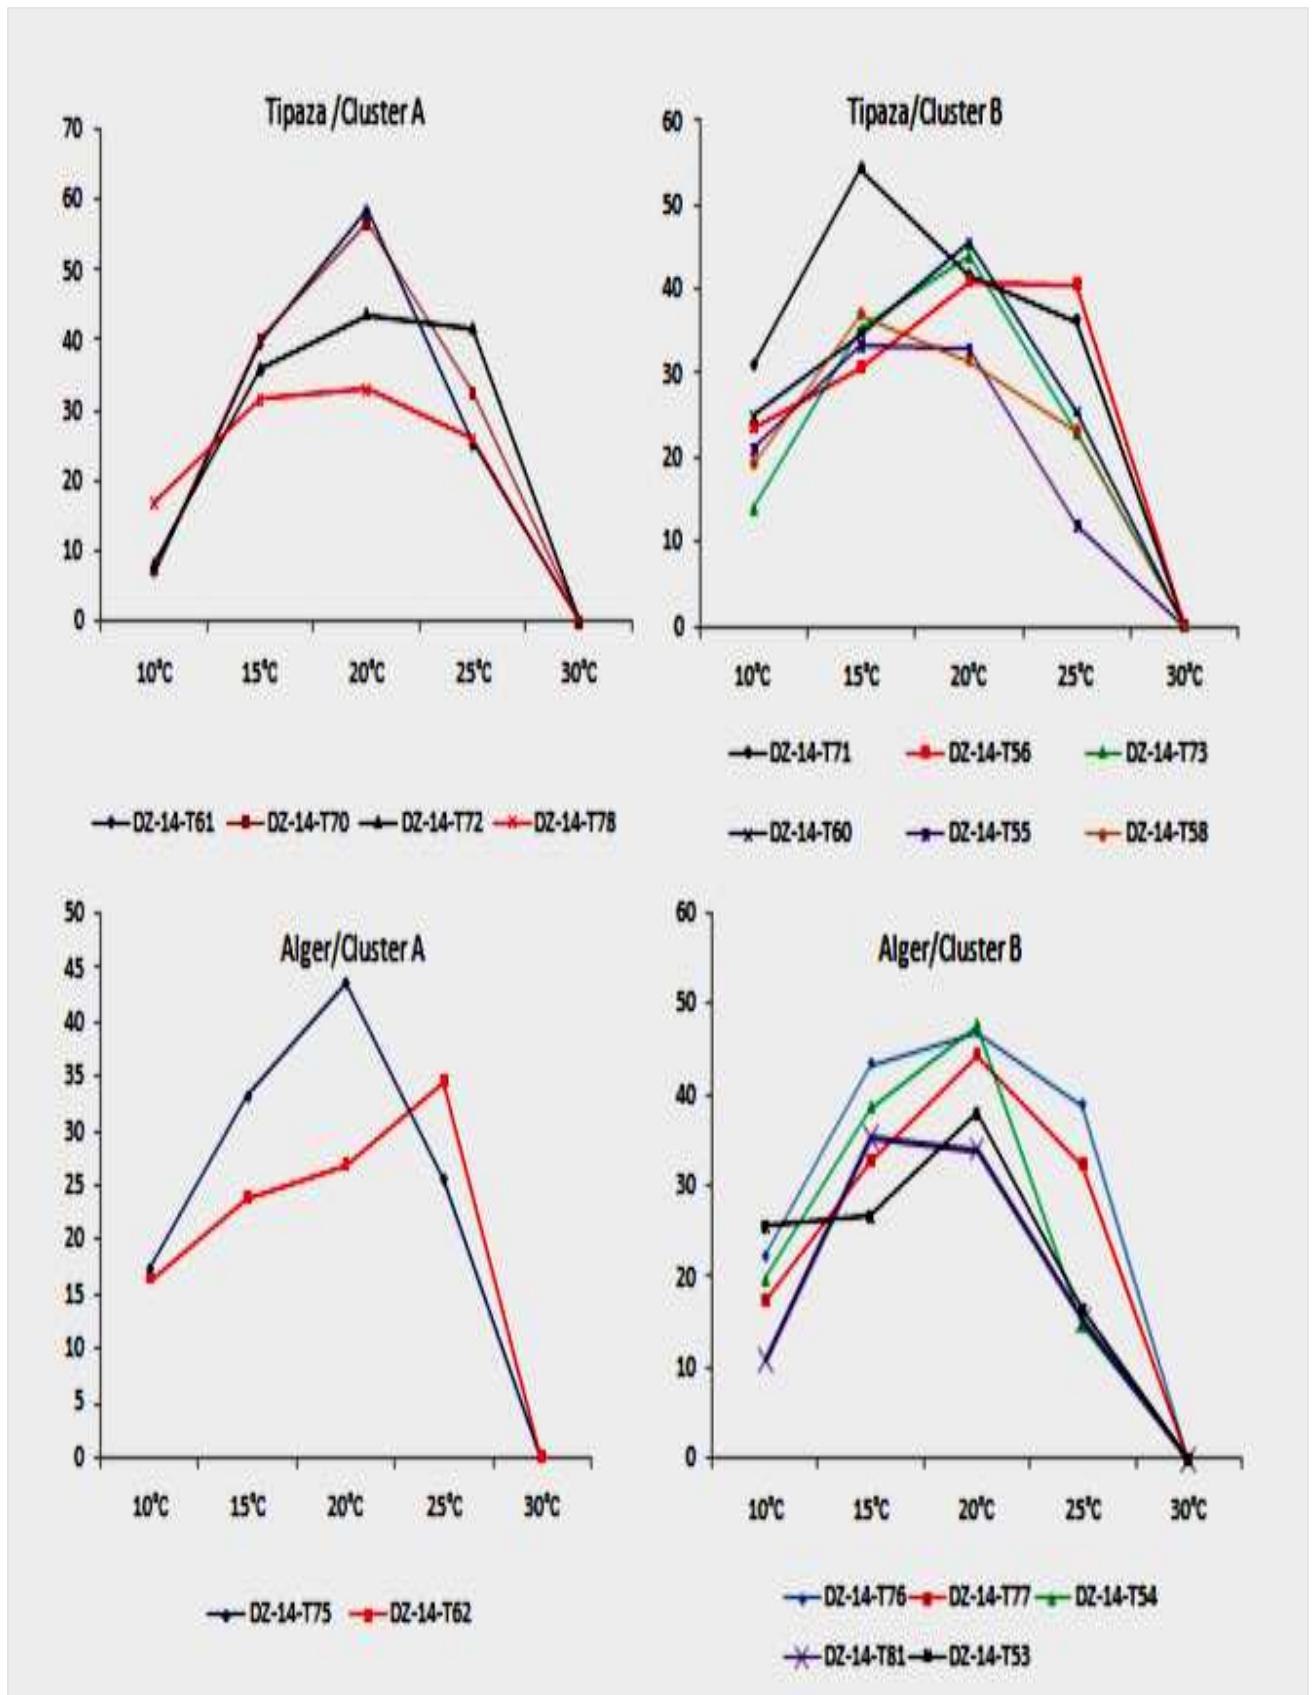 Tipaza /Cluster A
70
60
50
40
30
20
10
0
10°C 15°C 20°C 25°C 30°C
DZ-14-T61 DZ-14-T70 DZ-14-T72 DZ-14-T78
Tipaza/Cluster B
60
50
40
30
20
10
0
10°C 15°C 20°C 25°C 30°C
DZ-14-T71 DZ-14-T56 DZ-14-T73
DZ-14-T60 DZ-14-T55 DZ-14-T58
Alger/Cluster A
50
45
40
35
30
25
20
15
10
5
0
10°C 15°C 20°C 25°C 30°C
DZ-14-T75 DZ-14-T62
Alger/Cluster B
60
50
40
30
20
10
0
10°C 15°C 20°C 25°C 30°C
DZ-14-T76 DZ-14-T77 DZ-14-T54
DZ-14-T81 DZ-14-T53